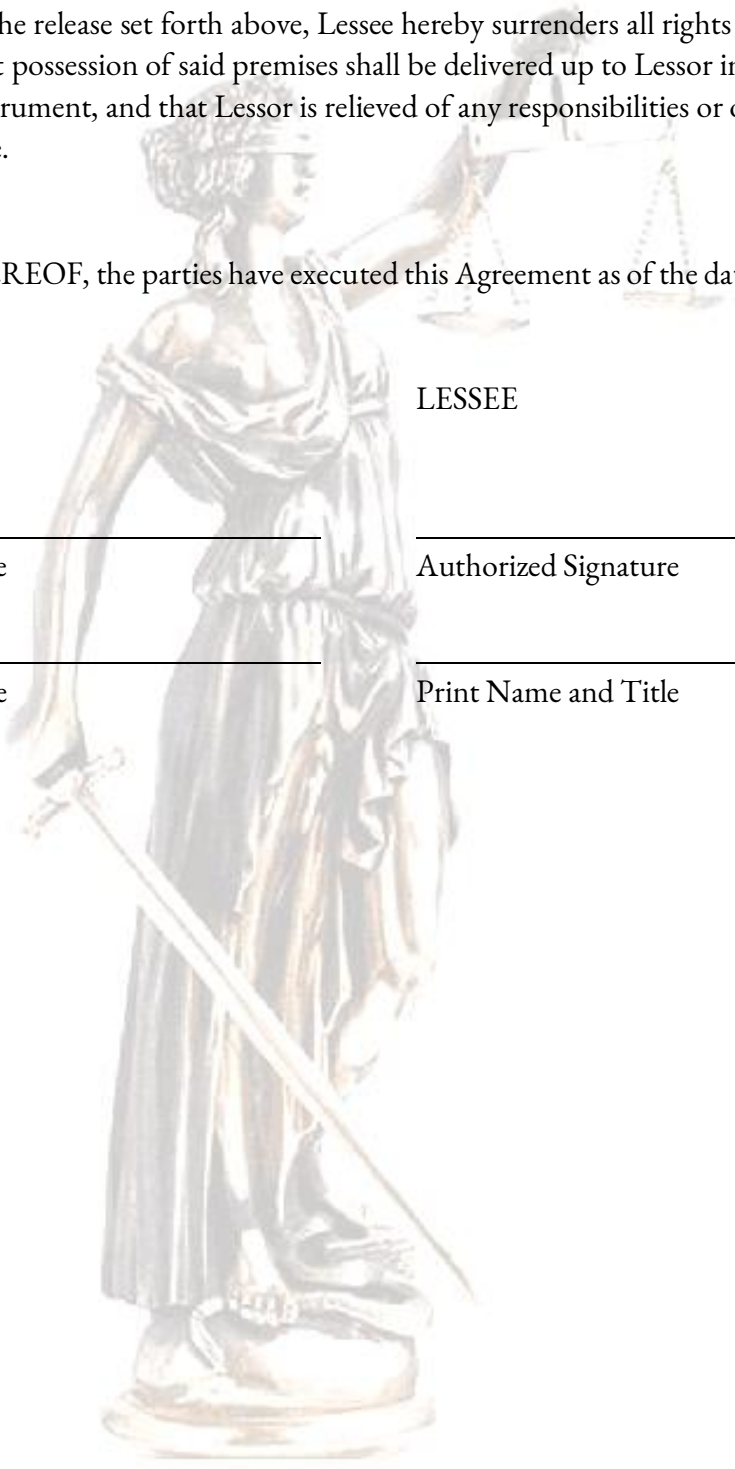 he release set forth above, Lessee hereby surrenders all rights
t possession of said premises shall be delivered up to Lessor in
rument, and that Lessor is relieved of any responsibilities or o
e.
EREOF, the parties have executed this Agreement as of the da
LESSEE
e Authorized Signature
e Print Name and Title